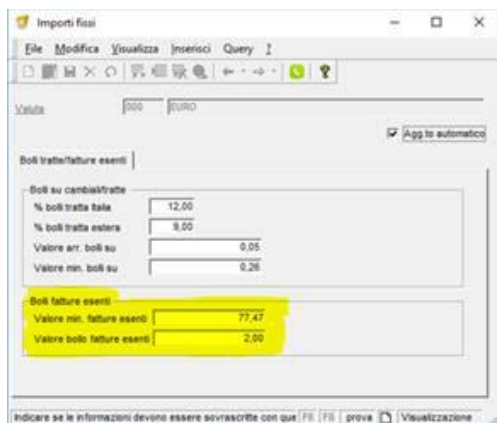 Importi fissi
File Modifica Visualizza Inserisci Query ?
Valuta 000 EURO
Agg.to automatico
Bolli tratte/fatture esenti
Bolli su cambiali/tratte
% bolli tratta Italia 12,00
% bolli tratta estera 9,00
Valore arr. bolli su 0,05
Valore min. bolli su 0,26
Bolli fatture esenti
Valore min. fatture esenti 77,47
Valore bollo fatture esenti 2,00
Indicare se le informazioni devono essere sovrascritte con que F8 F8 prova Visualizzazione